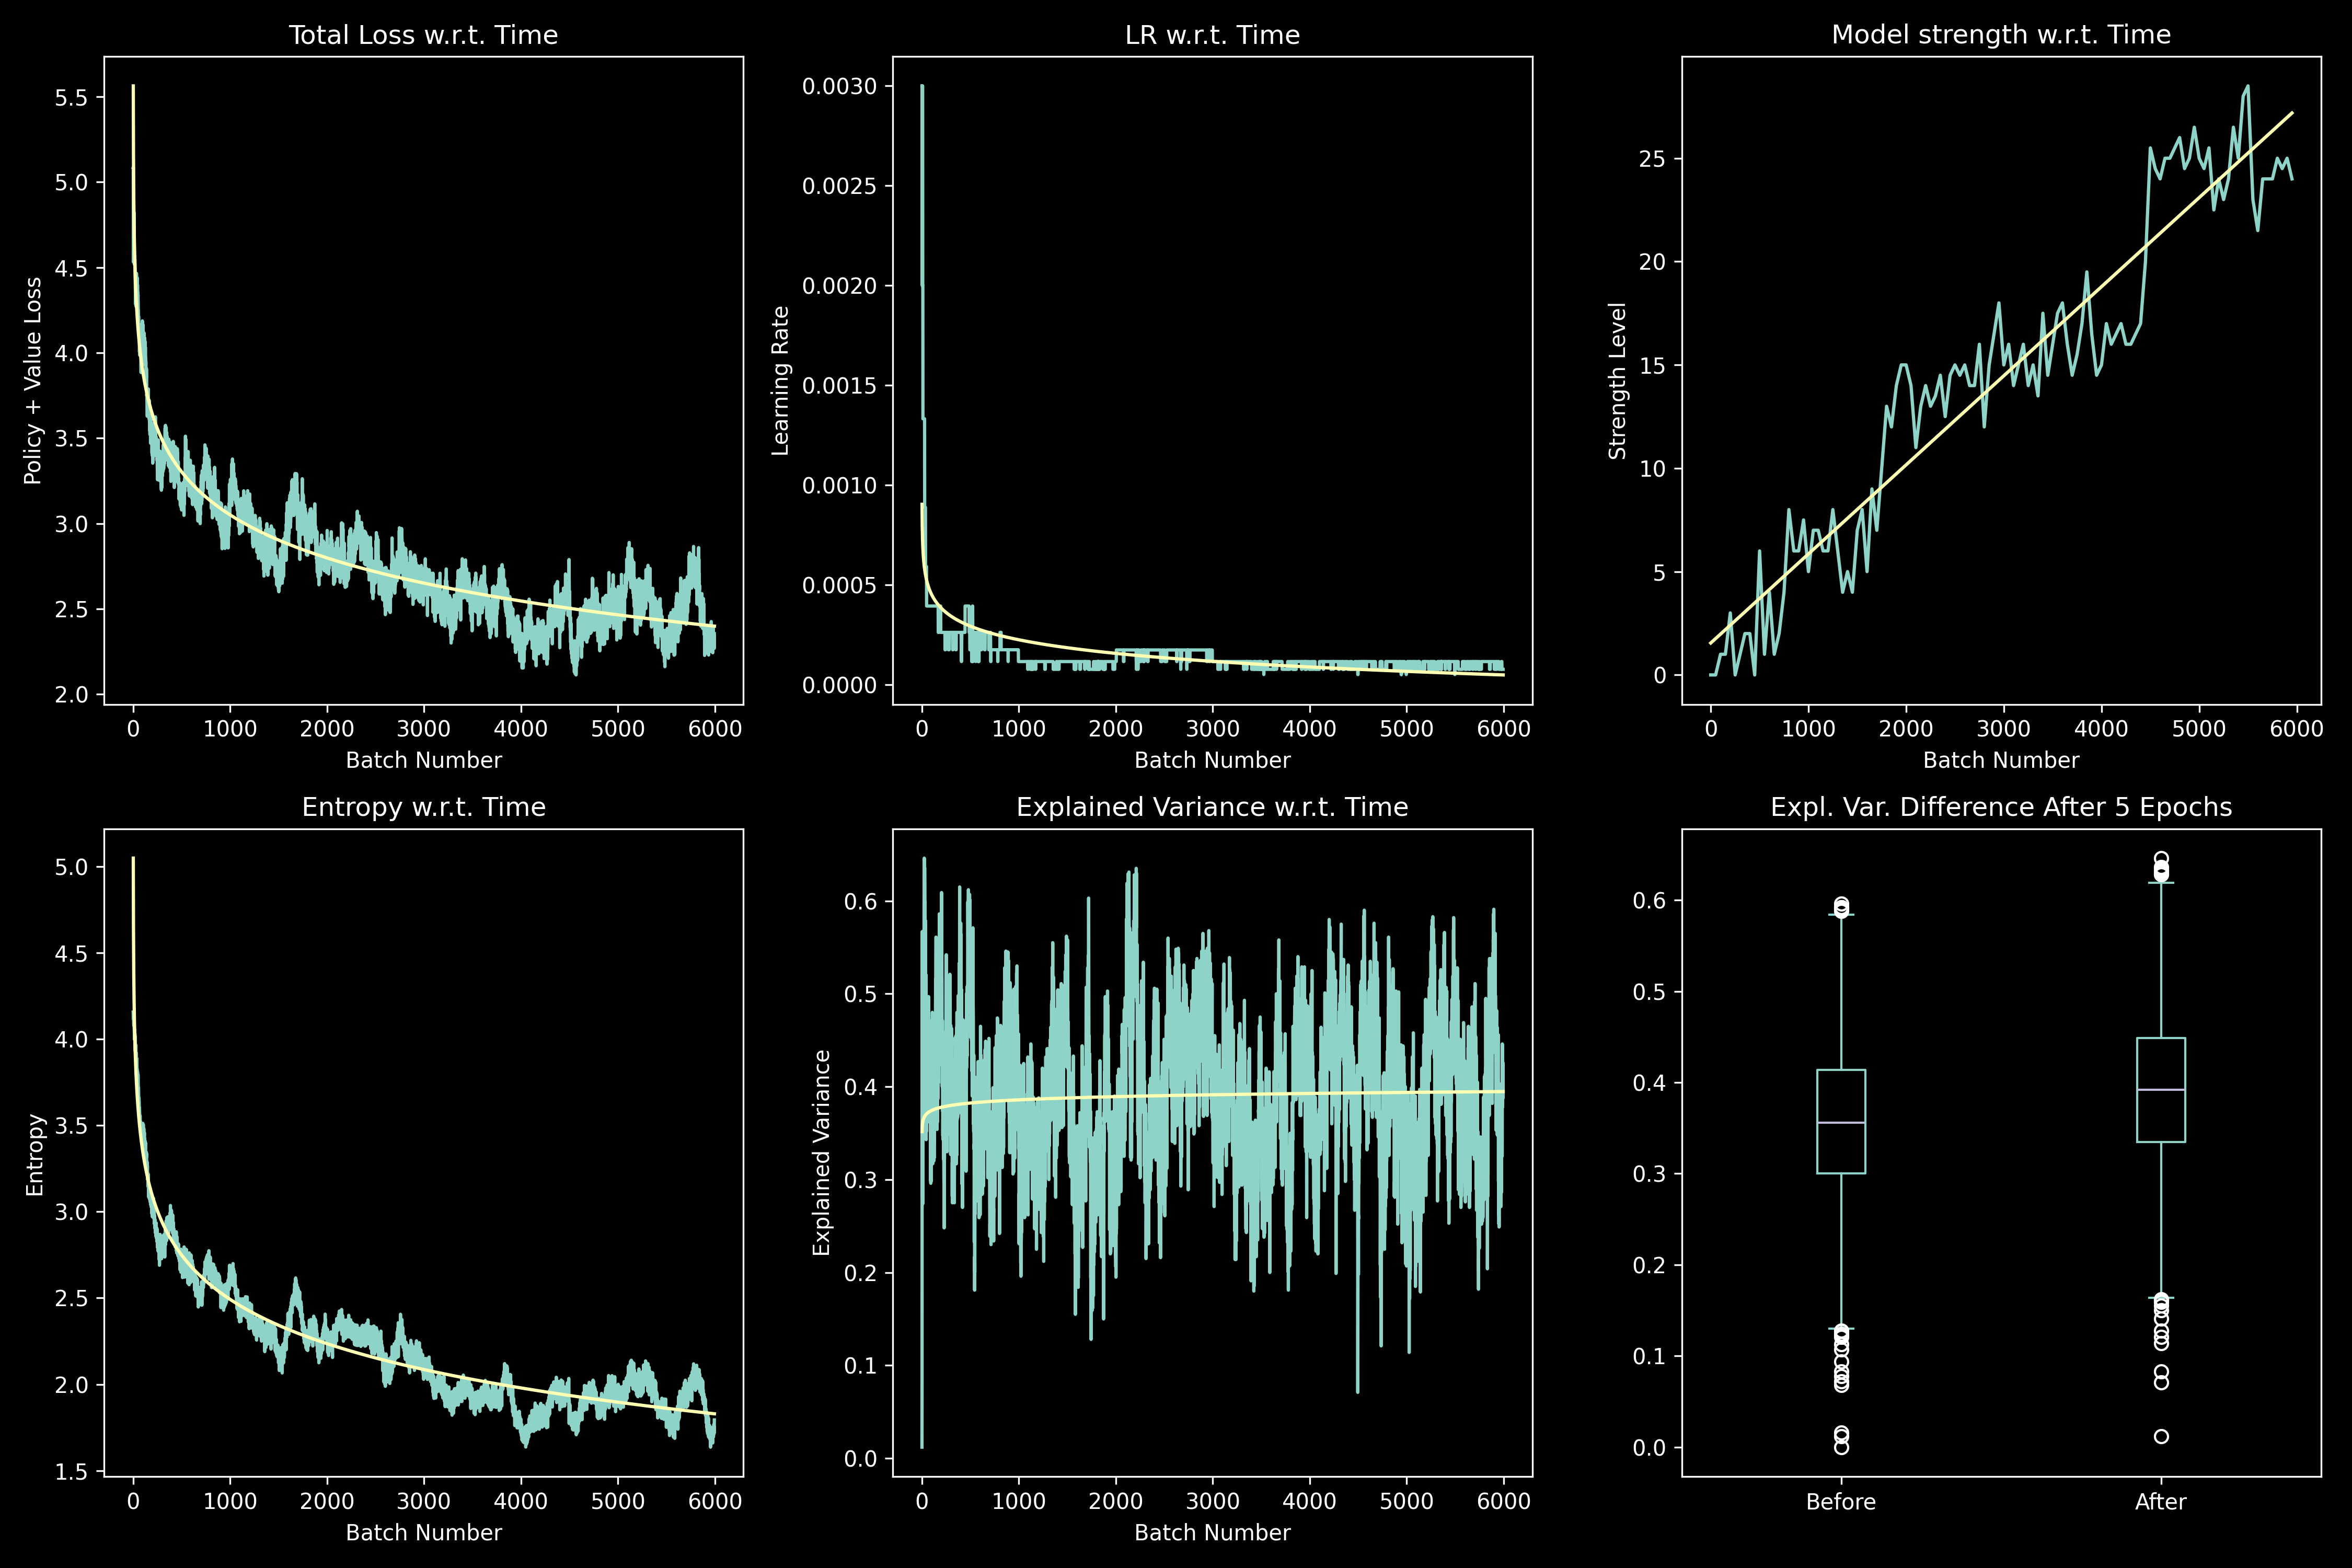 Total Loss w.r.t. Time
5.5
5.0
4.5
4.0
3.5
3.0
2.5
2.0
Policy + Value Loss
0 1000 2000 3000 4000 5000 6000
Batch Number
LR w.r.t. Time
0.0030
0.0025
0.0020
0.0015
0.0010
0.0005
0.0000
Learning Rate
0 1000 2000 3000 4000 5000 6000
Batch Number
Model strength w.r.t. Time
25
20
15
10
5
0
Strength Level
0 1000 2000 3000 4000 5000 6000
Batch Number
Entropy w.r.t. Time
5.0
4.5
4.0
3.5
3.0
2.5
2.0
1.5
Entropy
0 1000 2000 3000 4000 5000 6000
Batch Number
Explained Variance w.r.t. Time
0.6
0.5
0.4
0.3
0.2
0.1
0.0
Explained Variance
0 1000 2000 3000 4000 5000 6000
Batch Number
Expl. Var. Difference After 5 Epochs
0.6
0.5
0.4
0.3
0.2
0.1
0.0
Before After